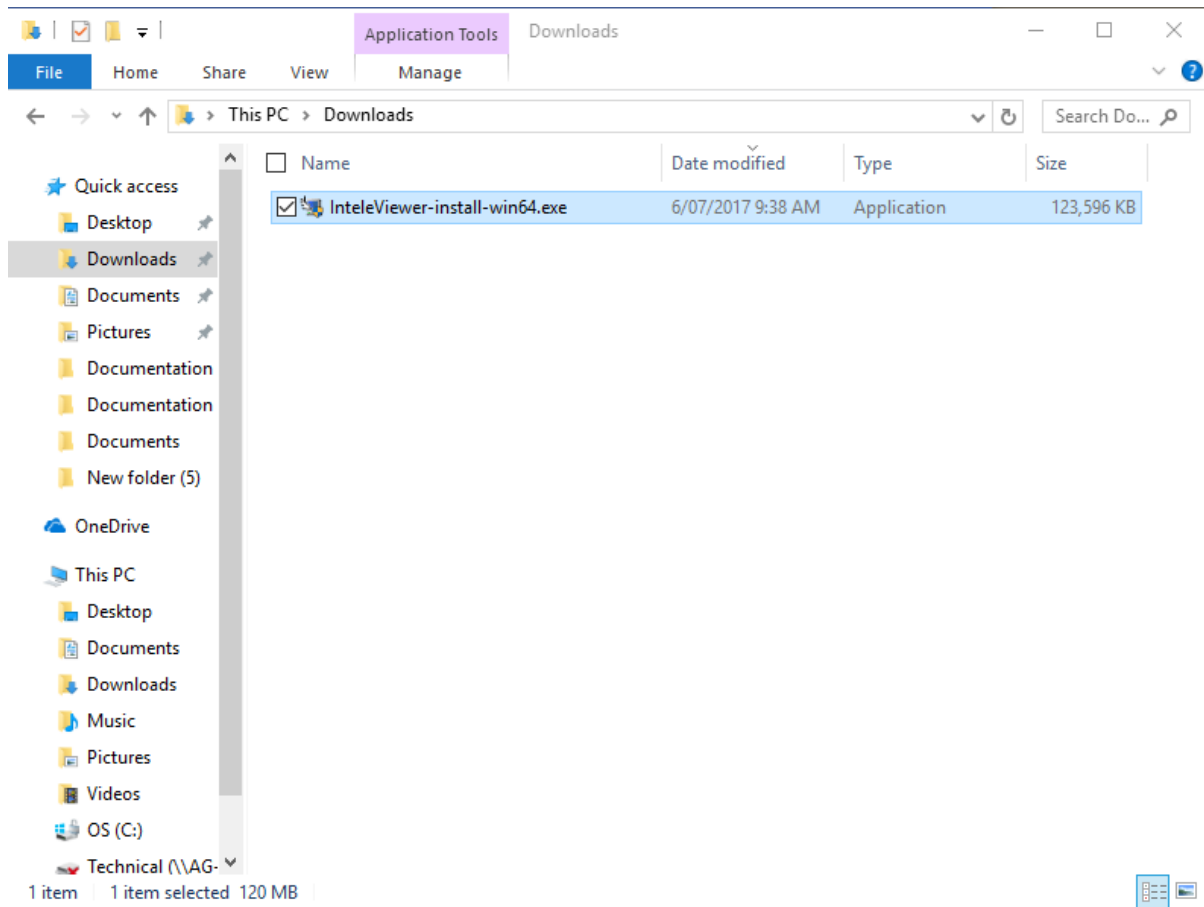 Application Tools Downloads
File Home Share View Manage
This PC > Downloads
Search Do...
Name Date modified Type Size
InteleViewer-install-win64.exe 6/07/2017 9:38 AM Application 123,596 KB
Quick access
Desktop
Downloads
Documents
Pictures
Documentation
Documentation
Documents
New folder (5)
OneDrive
This PC
Desktop
Documents
Downloads
Music
Pictures
Videos
OS (C:)
Technical (\\AG-
1 item 1 item selected 120 MB